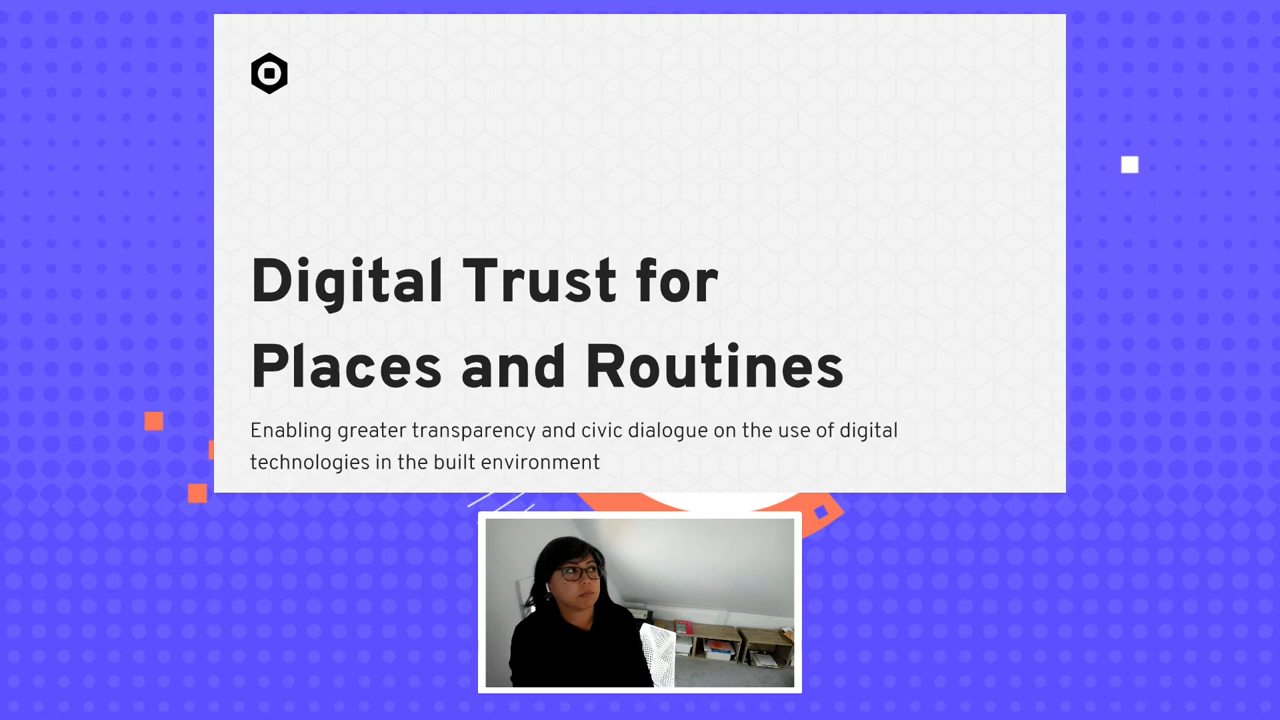 Digital Trust for
Places and Routines
Enabling greater transparency and civic dialogue on the use of digital
technologies in the built environment